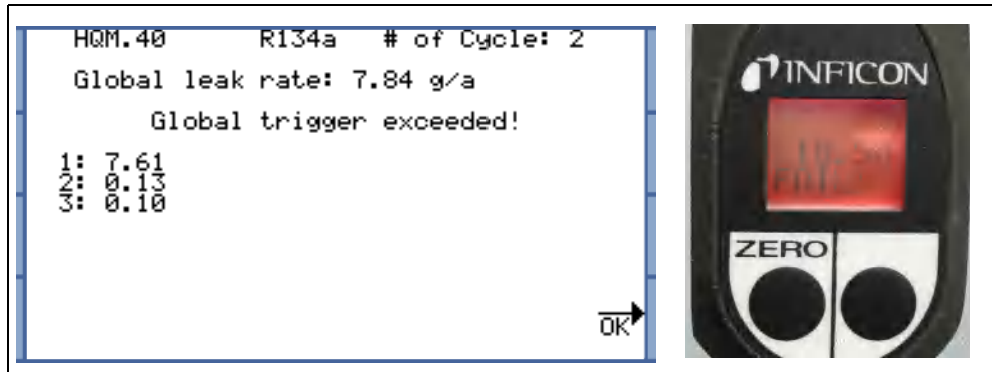 HQM.40 R134a # of Cycle: 2
Global leak rate: 7.84 g/a
Global trigger exceeded!
1: 7.61
2: 0.13
3: 0.10
OK
INFICON
ZERO